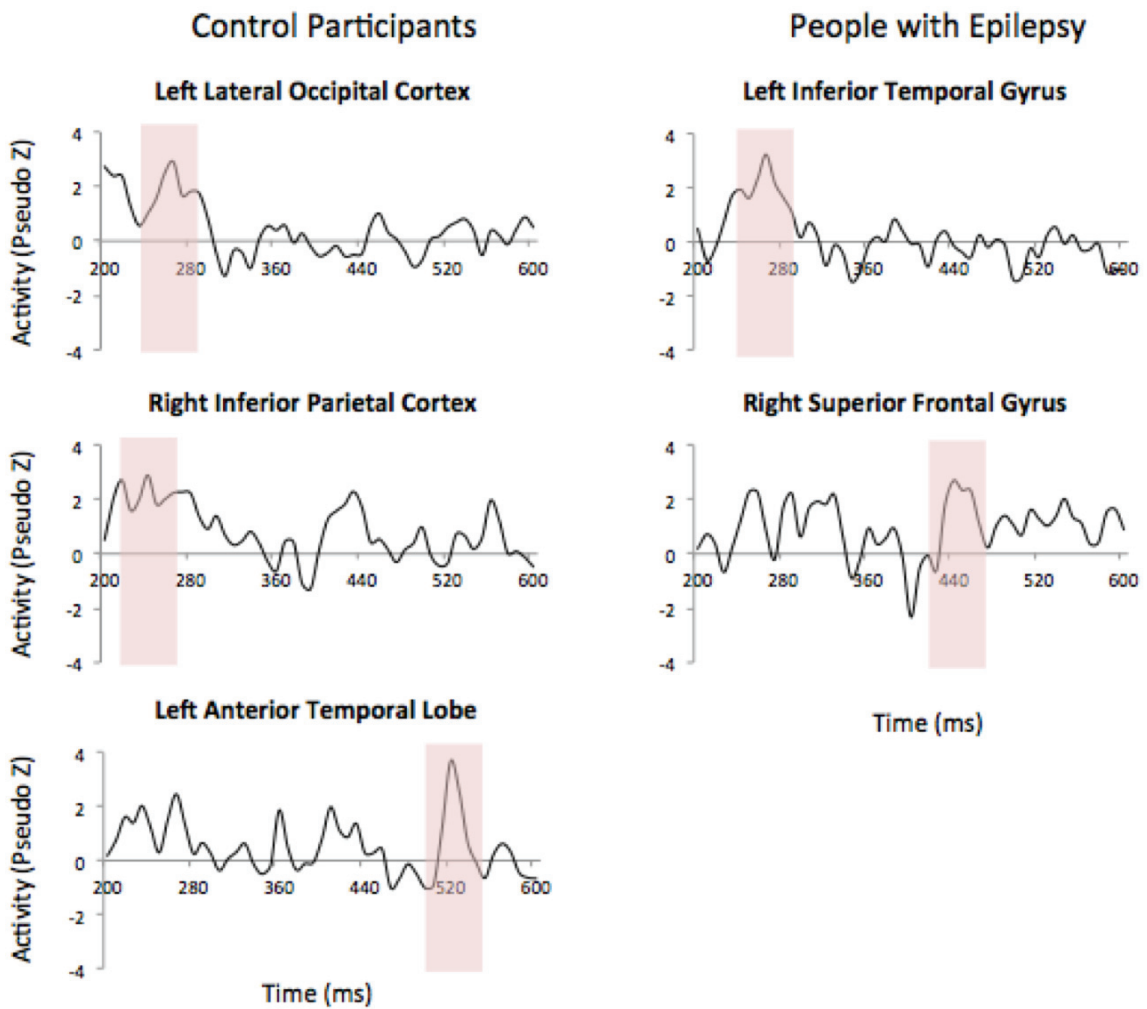 Control Participants
People with Epilepsy
Left Lateral Occipital Cortex
Left Inferior Temporal Gyrus
Activity (Pseudo Z)
4
2
0
-2
-4
200 280 360 440 520 600
4
2
0
-2
-4
200 280 360 440 520 600
Right Inferior Parietal Cortex
Right Superior Frontal Gyrus
Activity (Pseudo Z)
4
2
0
-2
-4
200 280 360 440 520 600
4
2
0
-2
-4
200 280 360 440 520 600
Left Anterior Temporal Lobe
Time (ms)
Activity (Pseudo Z)
4
2
0
-2
-4
200 280 360 440 520 600
Time (ms)